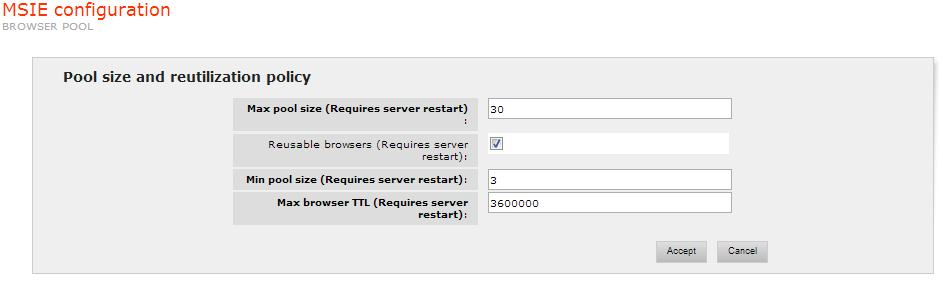 MSIE configuration
BROWSER POOL
Pool size and reutilization policy
Max pool size (Requires server restart)
:
30
Reusable browsers (Requires server
restart):
Min pool size (Requires server restart):
3
Max browser TTL (Requires server
restart):
3600000
Accept
Cancel